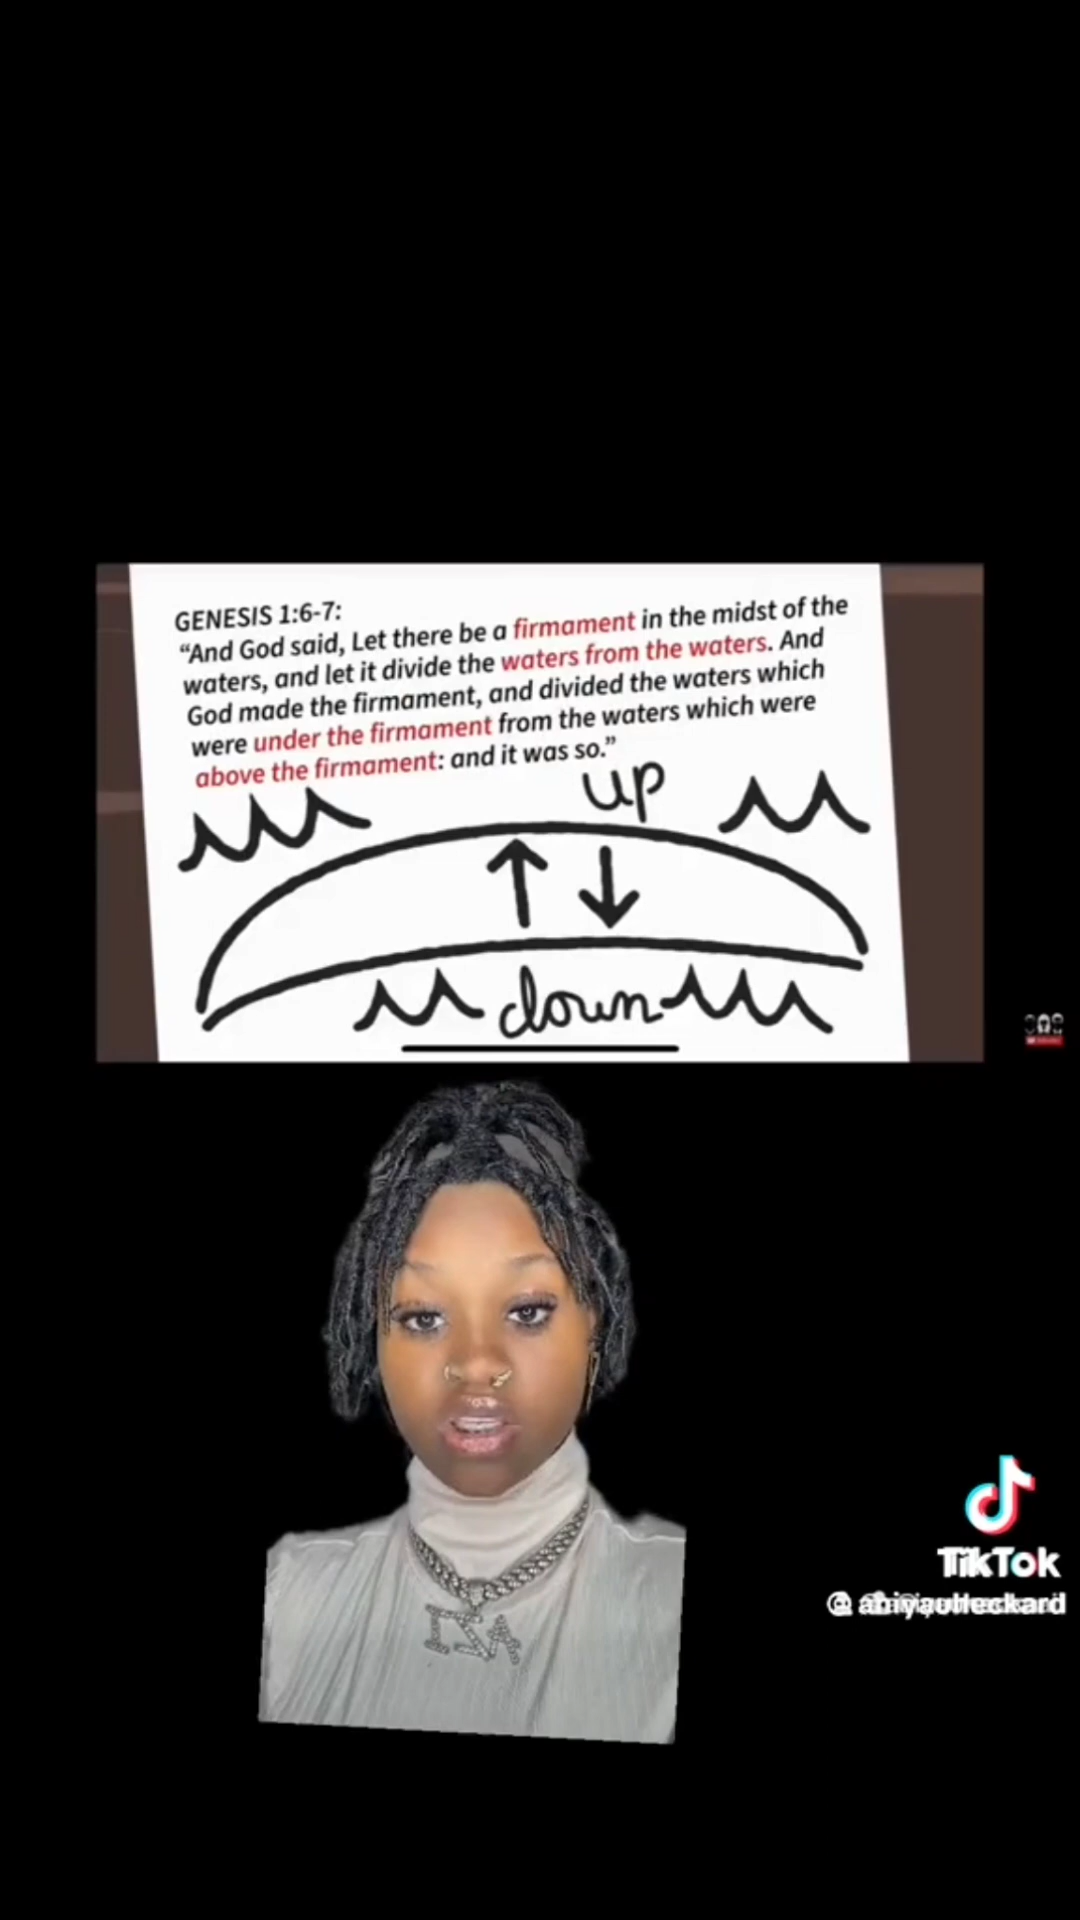 GENESIS 1:6-7:
“And God said, Let there be a firmament in the midst of the
waters, and let it divide the waters from the waters. And
God made the firmament, and divided the waters which
were under the firmament from the waters which were
above the firmament: and it was so.”
up
down
IZA
TikTok